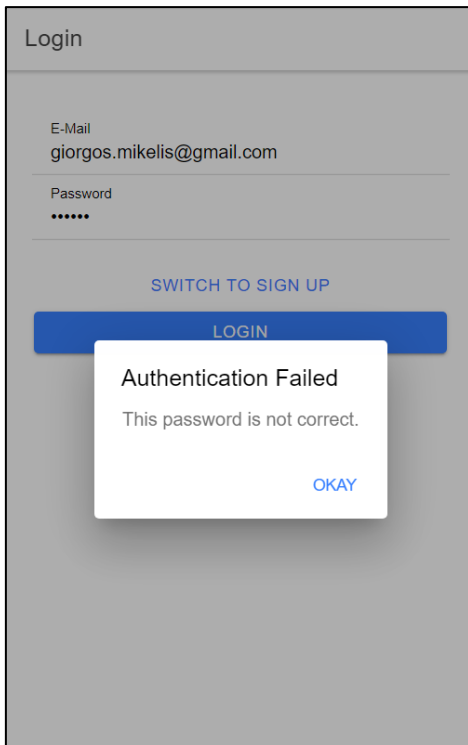 Login
E-Mail
giorgos.mikelis@gmail.com
Password
••••••
SWITCH TO SIGN UP
LOGIN
Authentication Failed
This password is not correct.
OKAY